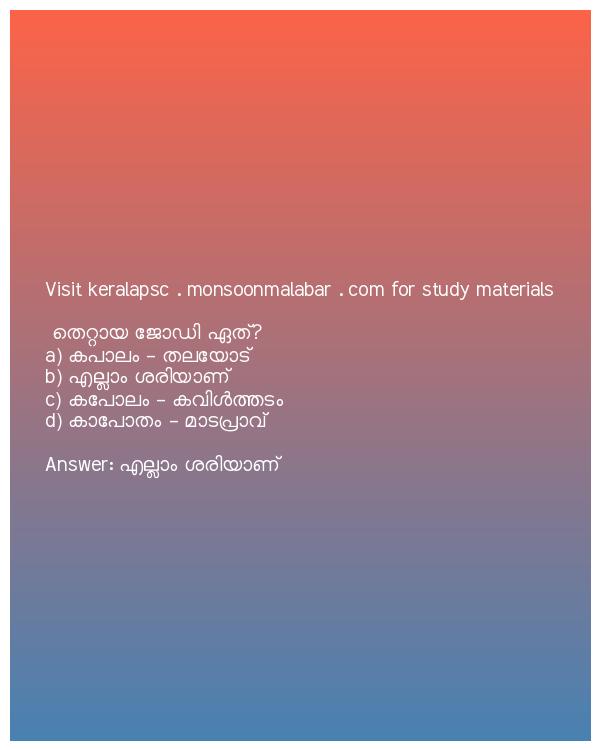 Visit keralapsc . monsoonmalabar . com for study materials
തെറ്റായ ജോഡി ഏത്?
a) കപാലം - തലയോട്
b) എല്ലാം ശരിയാണ്
c) കപോലം - കവിൾത്തടം
d) കാപോതം - മാടപ്രാവ്
Answer: എല്ലാം ശരിയാണ്